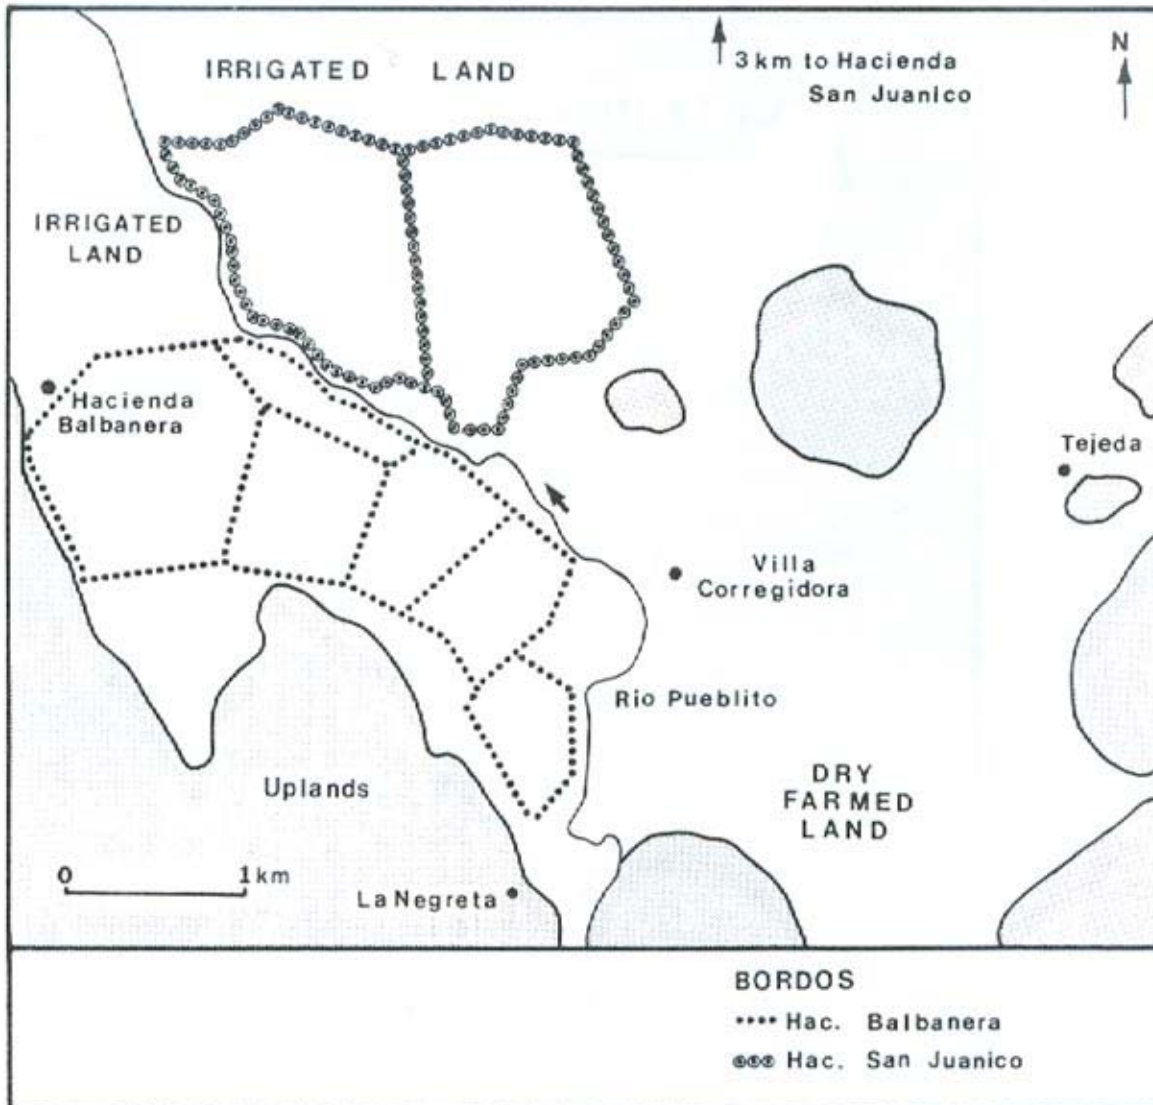 IRRIGATED LAND
3 km to Hacienda
San Juanico
N
IRRIGATED
LAND
Hacienda
Balbanera
Tejeda
Villa
Corregidora
Rio Pueblito
Uplands
DRY
FARMED
LAND
0 1 km
La Negreta
BORDOS
Hac. Balbanera
Hac. San Juanico